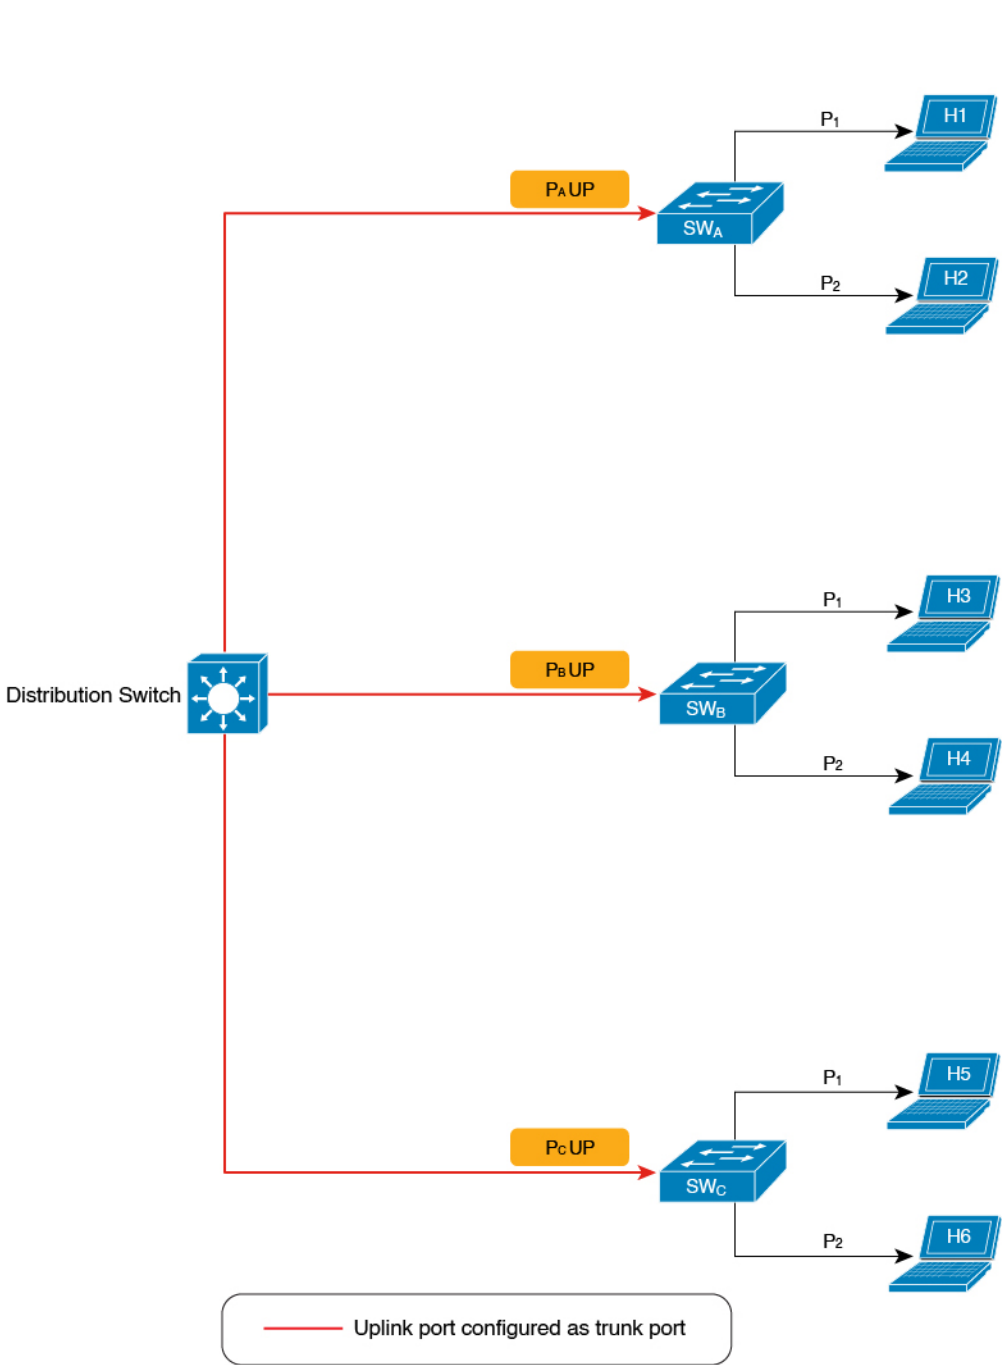 P1
H1
PA UP
SWA
P2
H2
P1
H3
PB UP
Distribution Switch
SWB
P2
H4
P1
H5
PC UP
SWC
P2
H6
Uplink port configured as trunk port